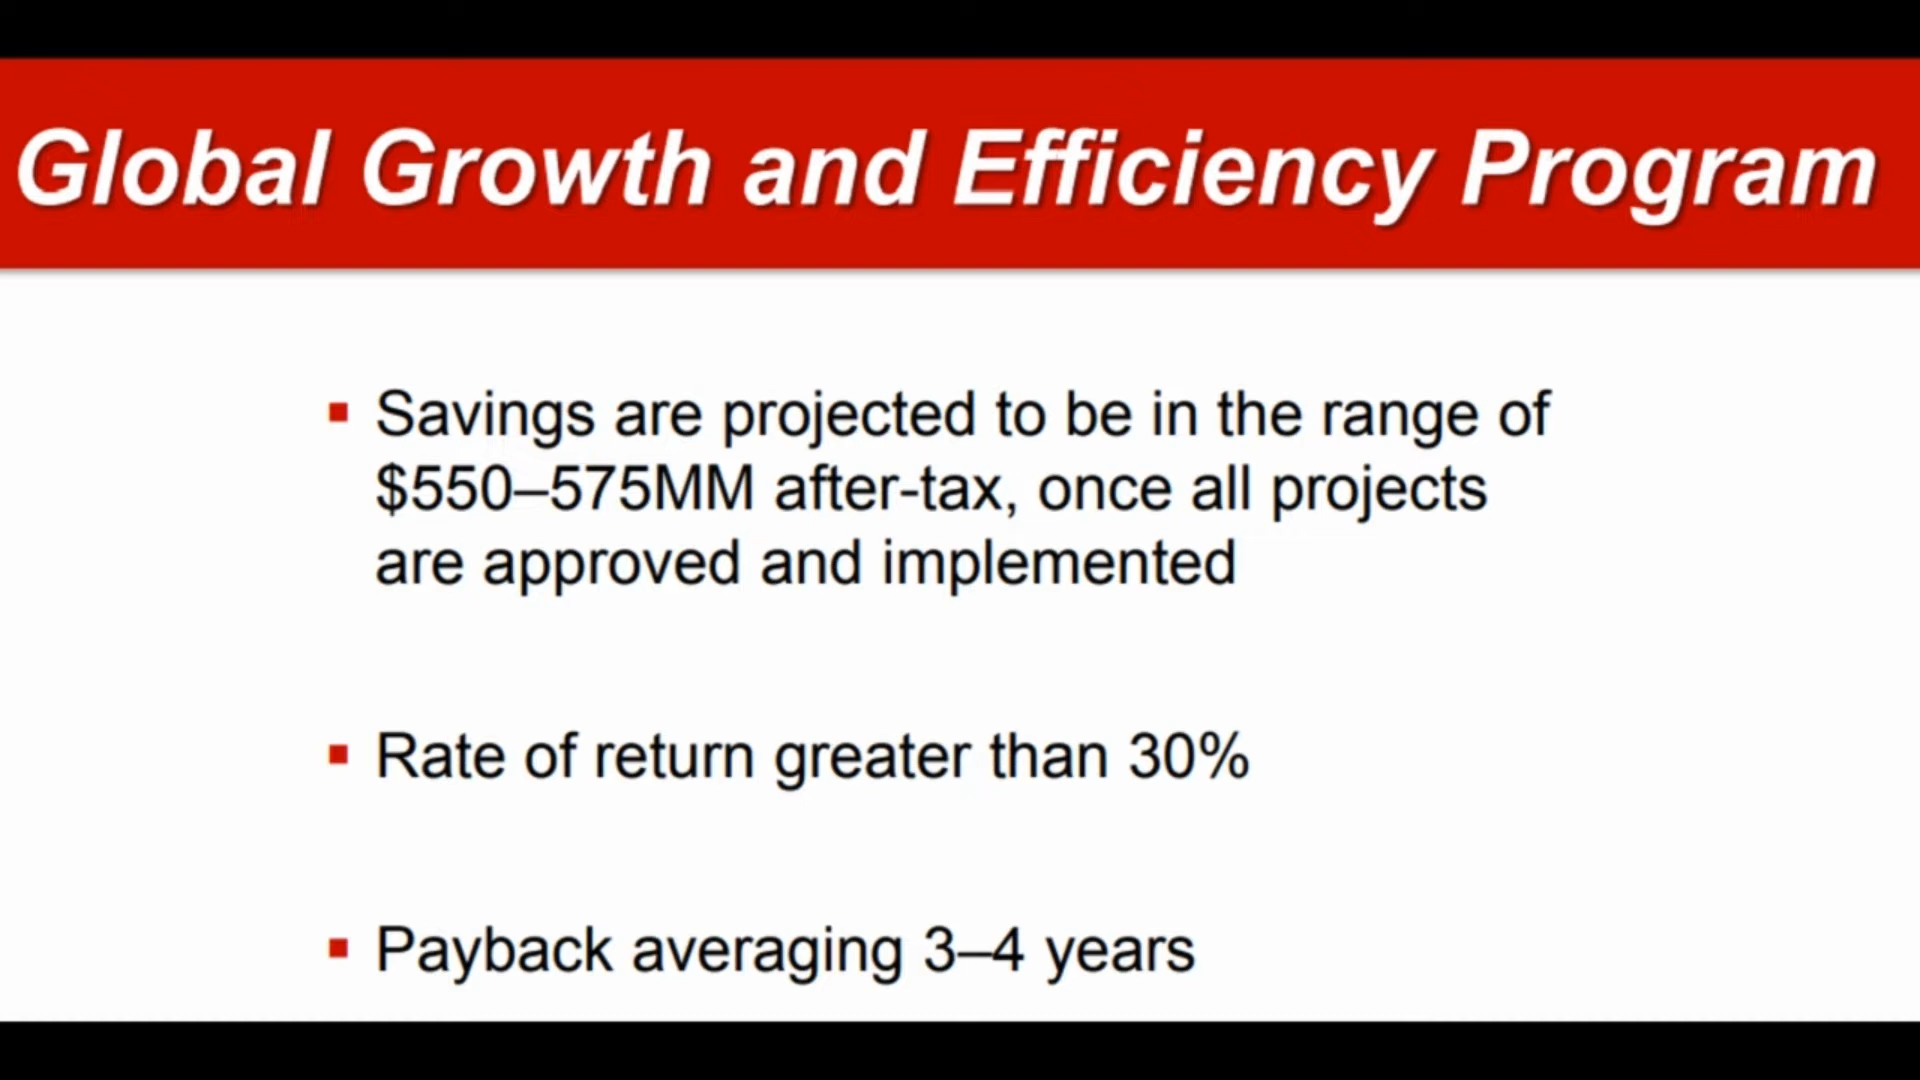 Global Growth and Efficiency Program
▪ Savings are projected to be in the range of
$550–575MM after-tax, once all projects
are approved and implemented
▪ Rate of return greater than 30%
▪ Payback averaging 3–4 years